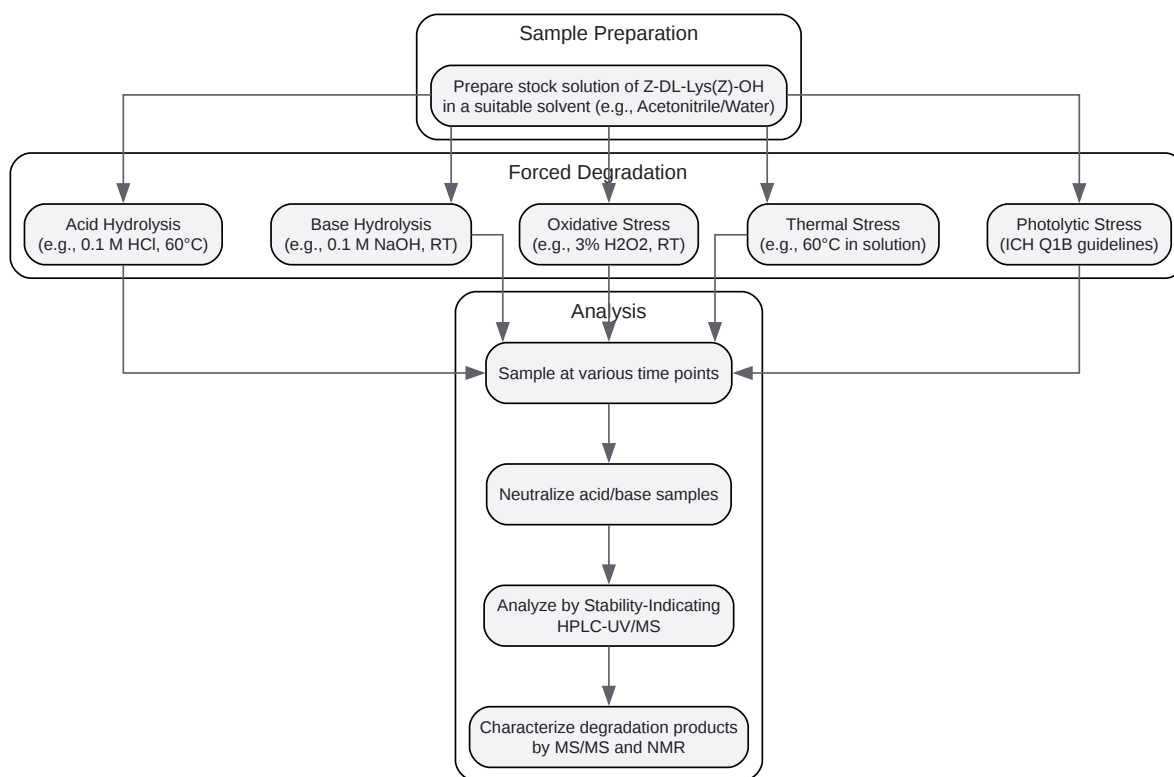 Sample Preparation
Prepare stock solution of Z-DL-Lys(Z)-OH
in a suitable solvent (e.g., Acetonitrile/Water)
Forced Degradation
Acid Hydrolysis
(e.g., 0.1 M HCl, 60°C)
Base Hydrolysis
(e.g., 0.1 M NaOH, RT)
Oxidative Stress
(e.g., 3% H2O2, RT)
Thermal Stress
(e.g., 60°C in solution)
Photolytic Stress
(ICH Q1B guidelines)
Analysis
Sample at various time points
Neutralize acid/base samples
Analyze by Stability-Indicating
HPLC-UV/MS
Characterize degradation products
by MS/MS and NMR